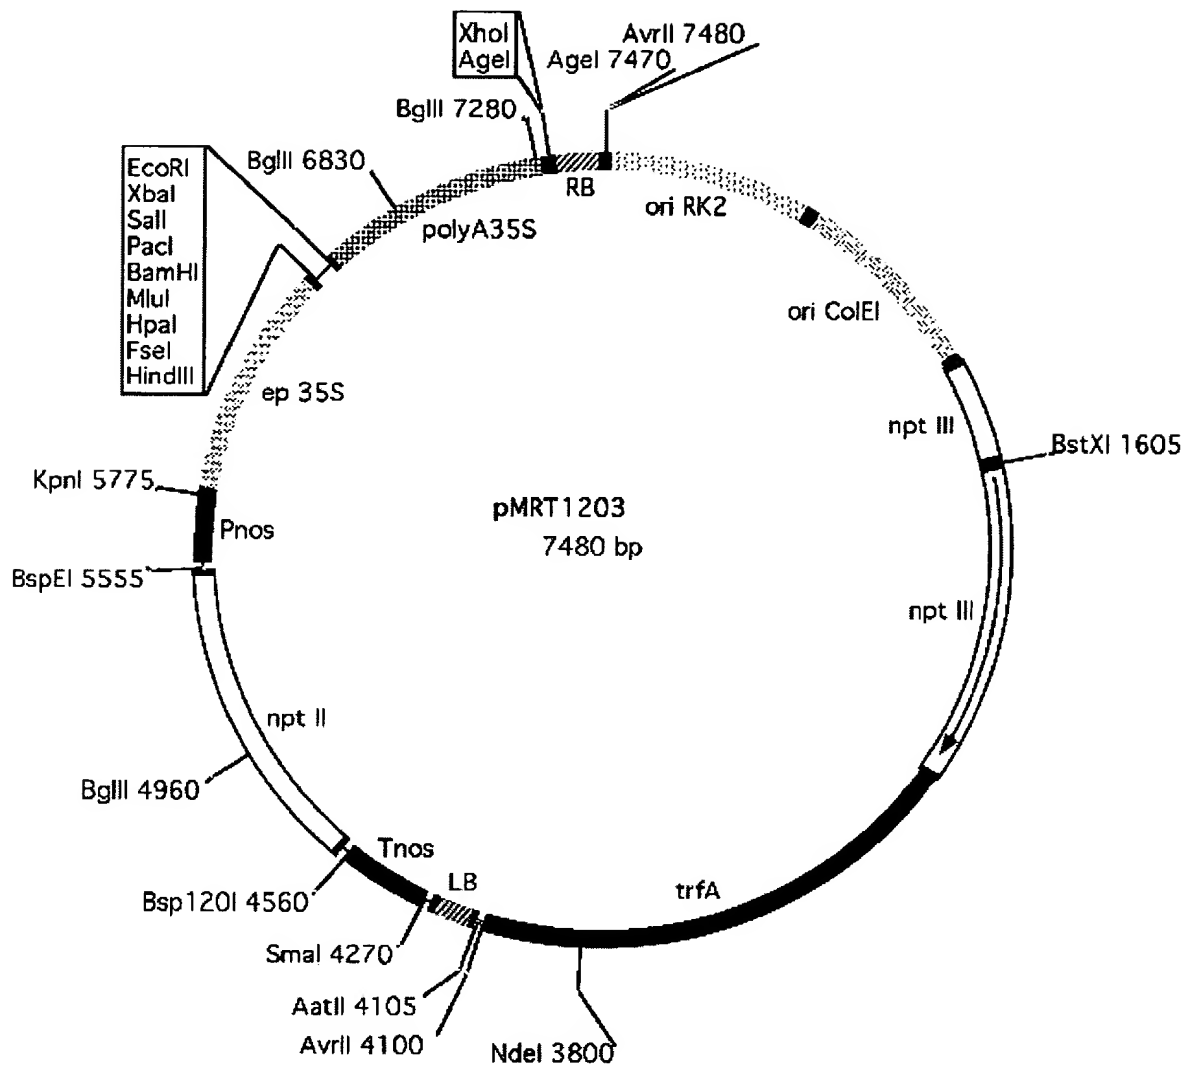 XhoI
AgeI
AvrII 7480
AgeI 7470
BglII 7280
BglII 6830
EcoRI
XbaI
SalI
PacI
BamHI
MluI
HpaI
FseI
HindIII
RB
ori RK2
polyA35S
ori ColEI
ep 35S
npt III
BstXI 1605
KpnI 5775
Pnos
pMRT1203
7480 bp
BspEI 5555
npt III
npt II
BglII 4960
Tnos
LB
trfA
Bsp120I 4560
SmaI 4270
AatII 4105
AvrII 4100
NdeI 3800